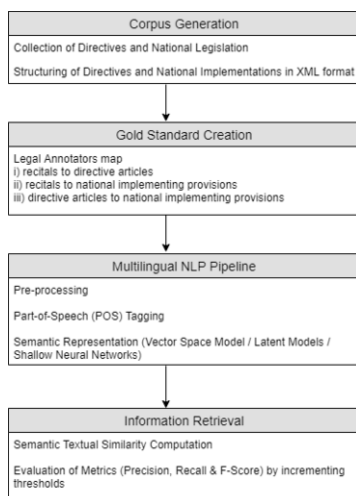 Corpus Generation
Collection of Directives and National Legislation
Structuring of Directives and National Implementations in XML format
Gold Standard Creation
Legal Annotators map
i) recitals to directive articles
ii) recitals to national implementing provisions
iii) directive articles to national implementing provisions
Multilingual NLP Pipeline
Pre-processing
Part-of-Speech (POS) Tagging
Semantic Representation (Vector Space Model / Latent Models /
Shallow Neural Networks)
Information Retrieval
Semantic Textual Similarity Computation
Evaluation of Metrics (Precision, Recall & F-Score) by incrementing
thresholds